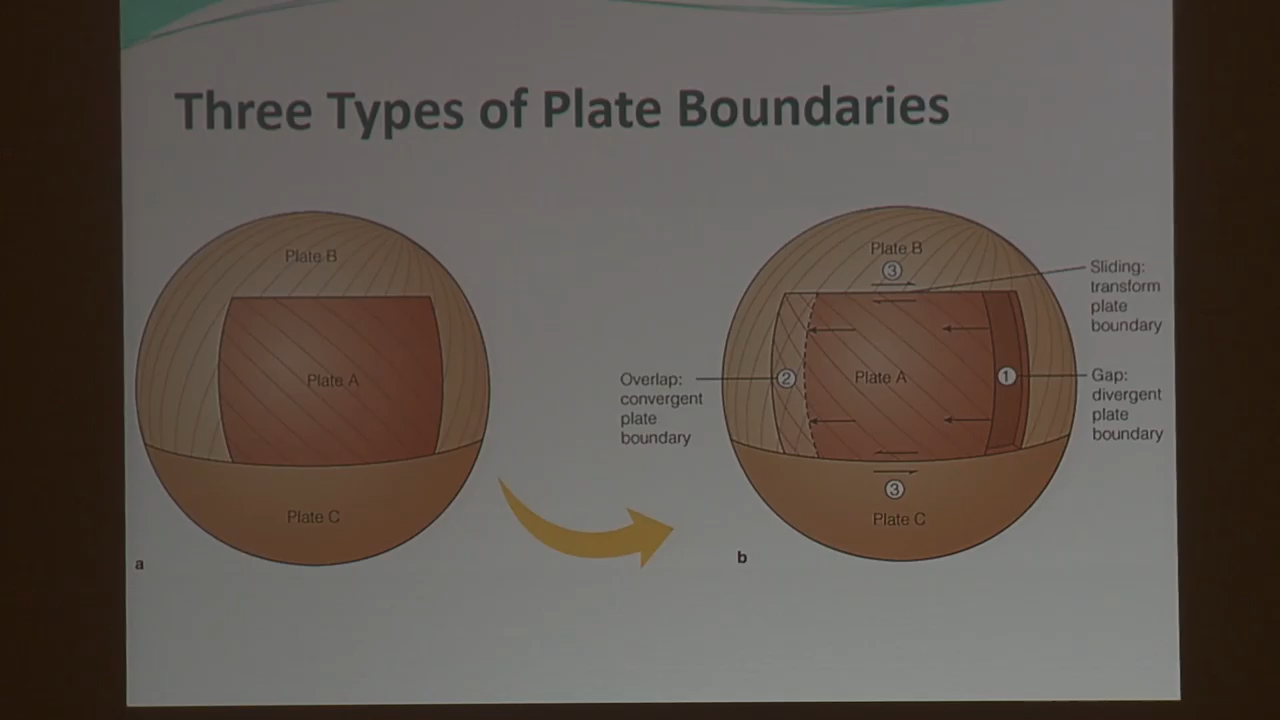 Three Types of Plate Boundaries
Plate B
Plate A
Plate C
a
Plate B
3
Sliding:
transform
plate
boundary
Overlap:
convergent
plate
boundary
2
Plate A
1
Gap:
divergent
plate
boundary
3
Plate C
b